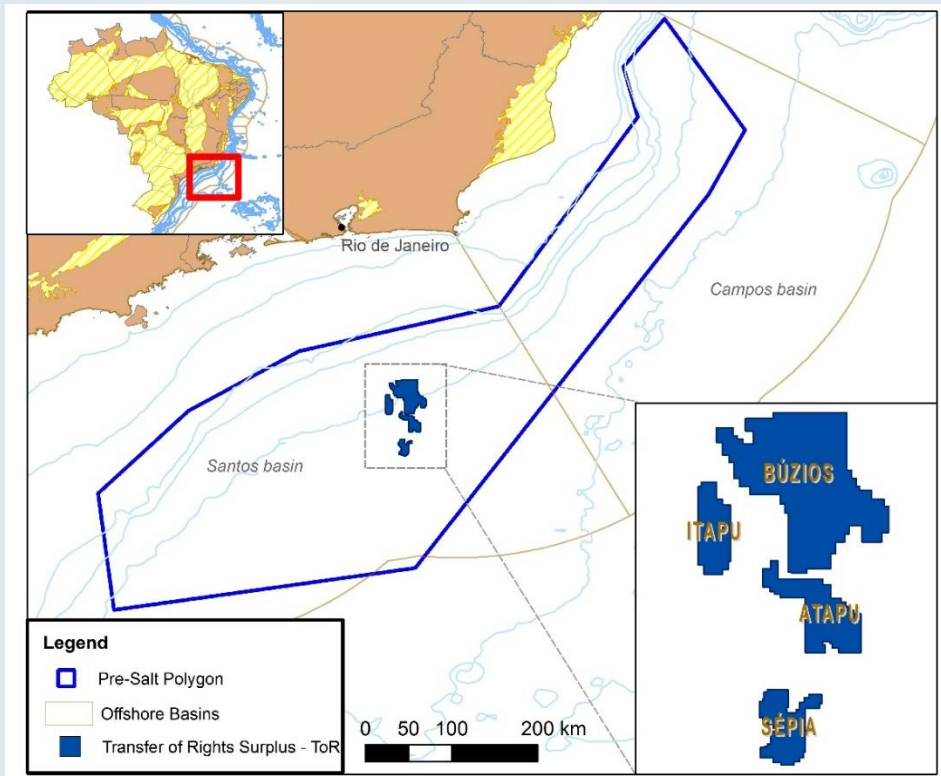 Rio de Janeiro
Campos basin
Santos basin
BÚZIOS
ITAPU
ATAPU
SÉPIA
Legend
Pre-Salt Polygon
Offshore Basins
Transfer of Rights Surplus - ToR
0 50 100 200 km